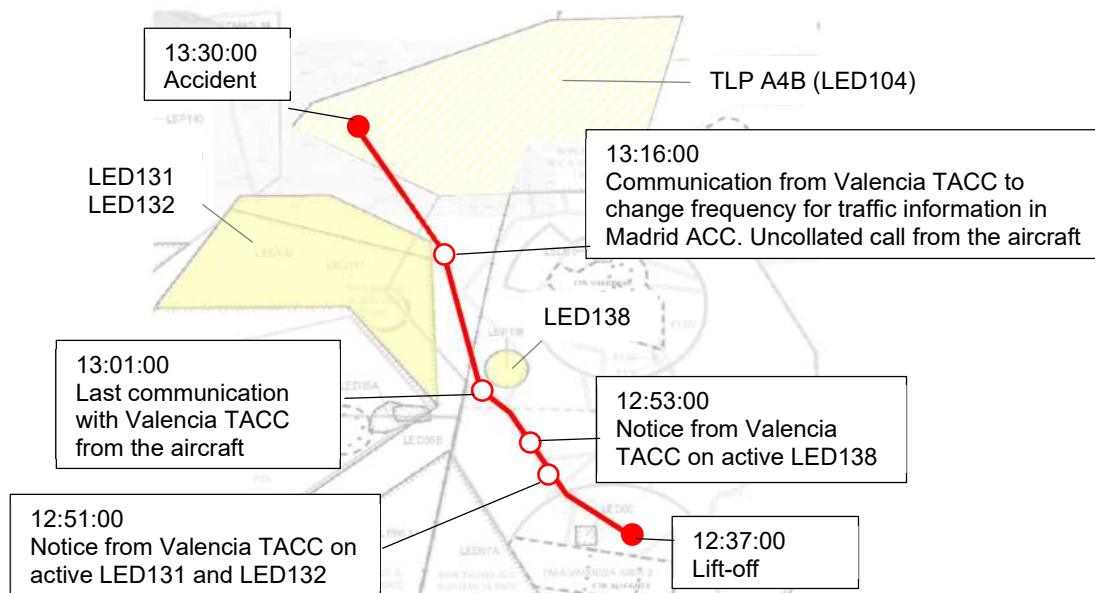 13:30:00
Accident
TLP A4B (LED104)
LED131
LED132
13:16:00
Communication from Valencia TACC to
change frequency for traffic information in
Madrid ACC. Uncollated call from the aircraft
LED138
13:01:00
Last communication
with Valencia TACC
from the aircraft
12:53:00
Notice from Valencia
TACC on active LED138
12:51:00
Notice from Valencia TACC on
active LED131 and LED132
12:37:00
Lift-off
LED97A
CTR ALICANTE